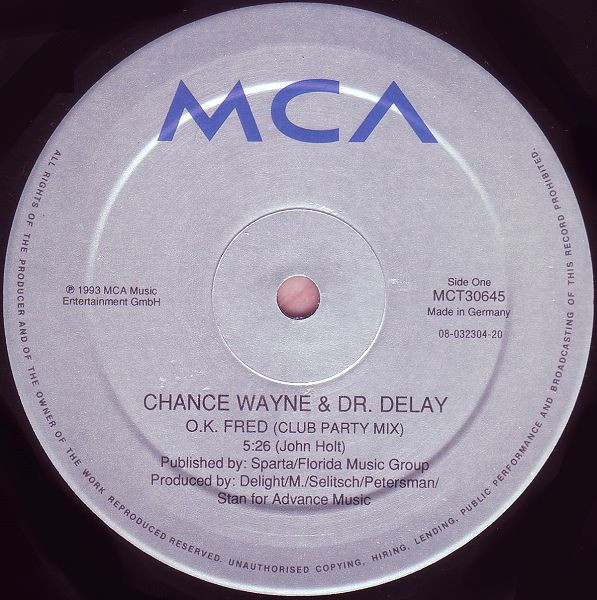 MCA
℗ 1993 MCA Music
Entertainment GmbH
Side One
MCT30645
Made in Germany
08-032304-20
CHANCE WAYNE & DR. DELAY
O.K. FRED (CLUB PARTY MIX)
5:26 (John Holt)
Published by: Sparta/Florida Music Group
Produced by: Delight/M./Selitsch/Petersman/
Stan for Advance Music
ALL RIGHTS OF THE PRODUCER AND OF THE OWNER OF THE WORK REPRODUCED RESERVED. UNAUTHORISED COPYING, HIRING, LENDING, PUBLIC PERFORMANCE AND BROADCASTING OF THIS RECORD PROHIBITED.